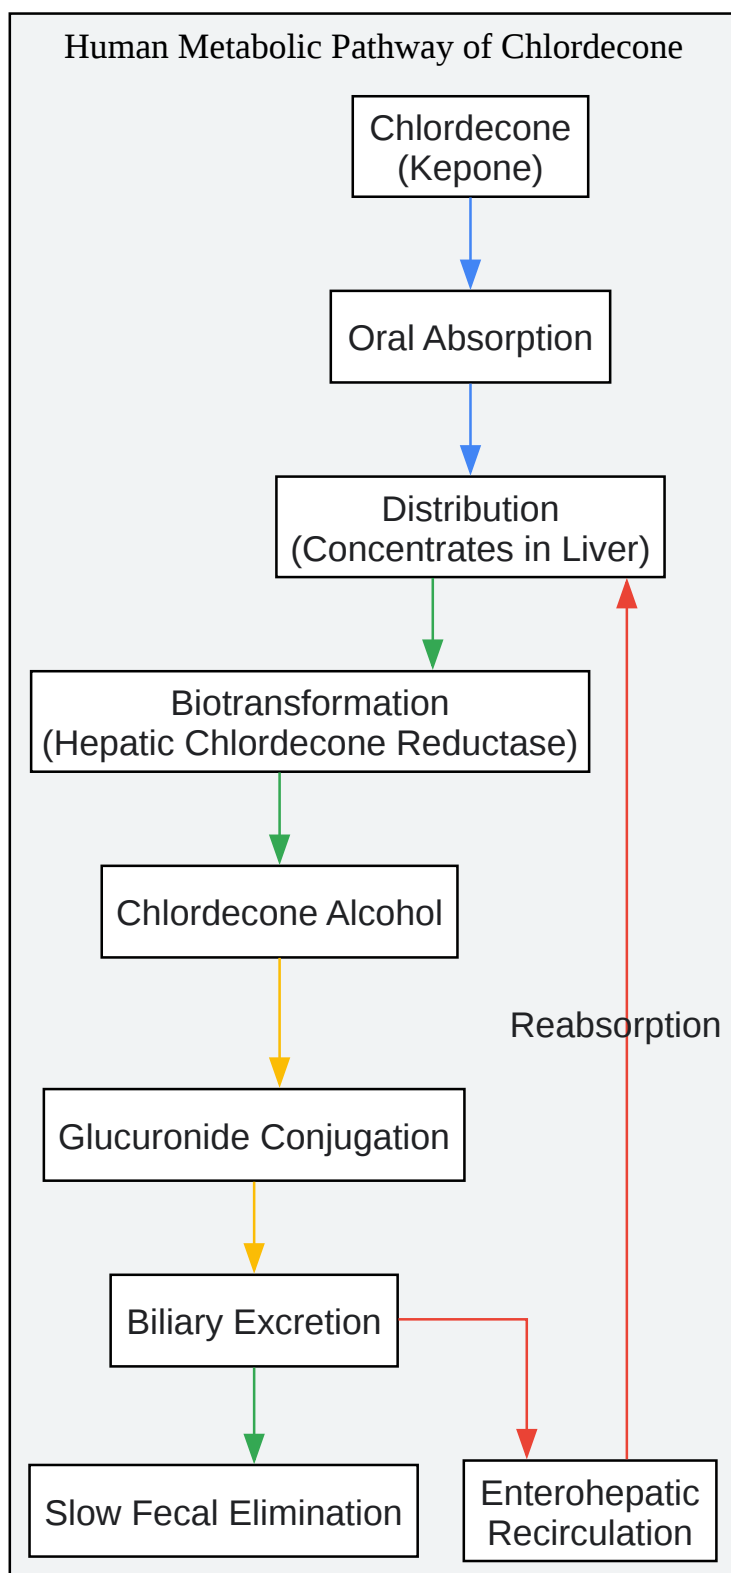 Human Metabolic Pathway of Chlordecone
Chlordecone
(Kepone)
Oral Absorption
Distribution
(Concentrates in Liver)
Biotransformation
(Hepatic Chlordecone Reductase)
Chlordecone Alcohol
Reabsorption
Glucuronide Conjugation
Biliary Excretion
Slow Fecal Elimination
Enterohepatic
Recirculation